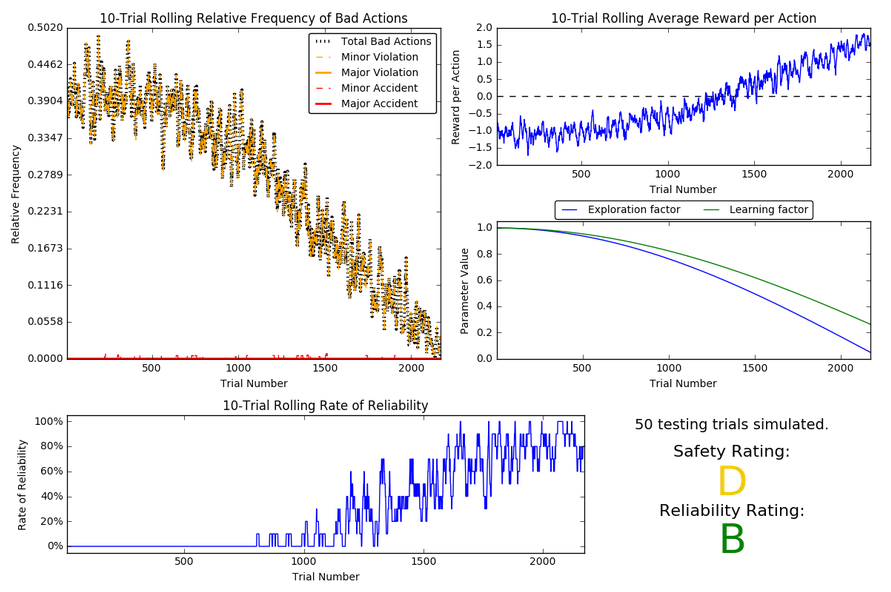 10-Trial Rolling Relative Frequency of Bad Actions
0.5020
0.4462
0.3904
0.3347
0.2789
0.2231
0.1673
0.1116
0.0558
0.0000
Relative Frequency
Total Bad Actions
Minor Violation
Major Violation
Minor Accident
Major Accident
500
1000
1500
2000
Trial Number
10-Trial Rolling Average Reward per Action
2.0
1.5
1.0
0.5
0.0
−0.5
−1.0
−1.5
−2.0
Reward per Action
500
1000
1500
2000
Trial Number
Exploration factor
Learning factor
1.0
0.8
0.6
0.4
0.2
0.0
Parameter Value
500
1000
1500
2000
Trial Number
10-Trial Rolling Rate of Reliability
100%
80%
60%
40%
20%
0%
Rate of Reliability
500
1000
1500
2000
Trial Number
50 testing trials simulated.
Safety Rating:
D
Reliability Rating:
B